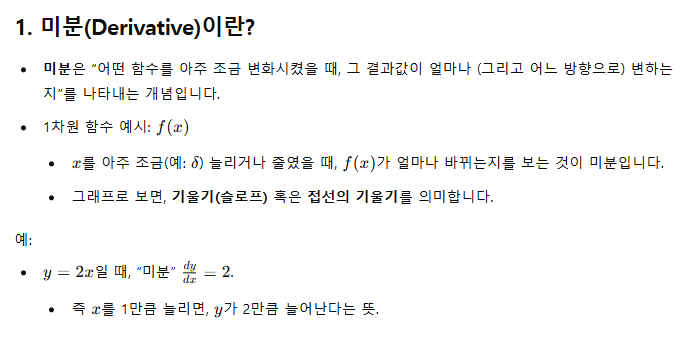 1. 미분(Derivative)이란?
• 미분은 “어떤 함수를 아주 조금 변화시켰을 때, 그 결과값이 얼마나 (그리고 어느 방향으로) 변하는
지”를 나타내는 개념입니다.
• 1차원 함수 예시: f(x)
• x를 아주 조금(예: δ) 늘리거나 줄였을 때, f(x)가 얼마나 바뀌는지를 보는 것이 미분입니다.
• 그래프로 보면, 기울기(슬로프) 혹은 접선의 기울기를 의미합니다.
예:
• y = 2x일 때, “미분” dy/dx = 2.
• 즉 x를 1만큼 늘리면, y가 2만큼 늘어난다는 뜻.